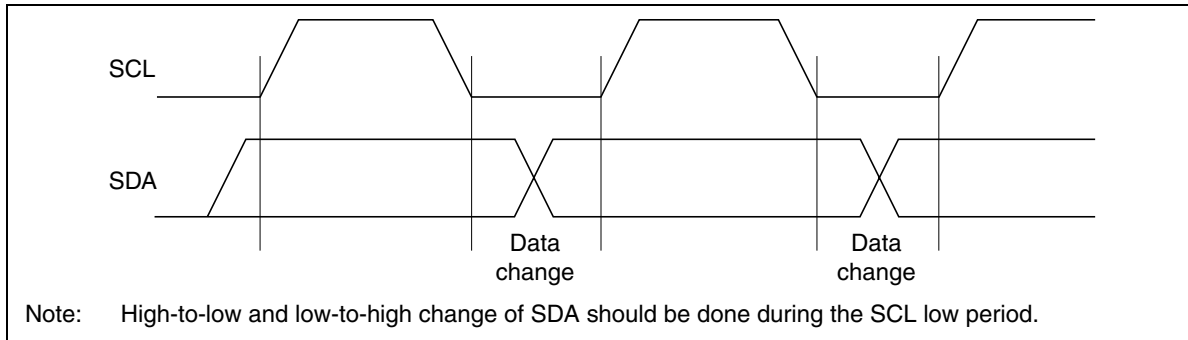 SCL
SDA
Data
change
Data
change
Note: High-to-low and low-to-high change of SDA should be done during the SCL low period.